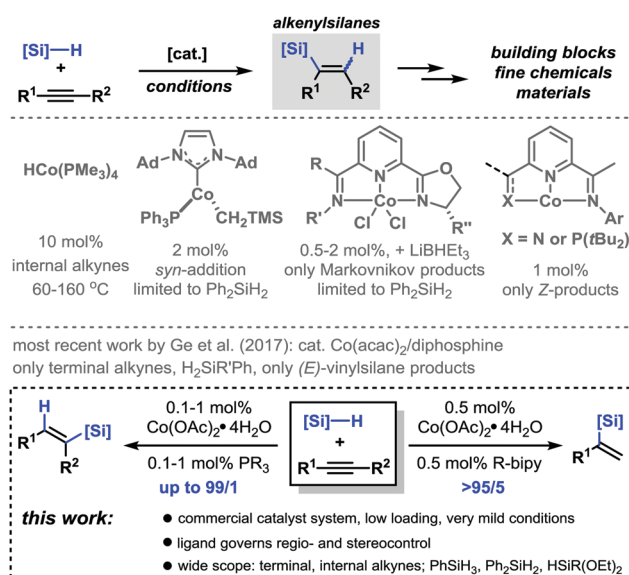 alkenylsilanes
[Si]—H
+
R¹ R²
[cat.]
conditions
[Si] H
R¹ R²
building blocks
fine chemicals
materials
HCo(PMe3)4
10 mol%
internal alkynes
60-160 °C
Ad N N Ad
Co
Ph3P CH2TMS
2 mol%
syn-addition
limited to Ph2SiH2
R N O
N Co N
R' Cl Cl R"
0.5-2 mol%, + LiBHEt3
only Markovnikov products
limited to Ph2SiH2
N
X Co N
Ar
X = N or P(tBu2)
1 mol%
only Z-products
most recent work by Ge et al. (2017): cat. Co(acac)2/diphosphine
only terminal alkynes, H2SiR'Ph, only (E)-vinylsilane products
H
R¹ [Si]
R²
0.1-1 mol%
Co(OAc)2• 4H2O
0.1-1 mol% PR3
up to 99/1
[Si]—H
+
R¹ R²
0.5 mol%
Co(OAc)2• 4H2O
0.5 mol% R-bipy
>95/5
[Si]
R¹
this work:
● commercial catalyst system, low loading, very mild conditions
● ligand governs regio- and stereocontrol
● wide scope: terminal, internal alkynes; PhSiH3, Ph2SiH2, HSiR(OEt)2